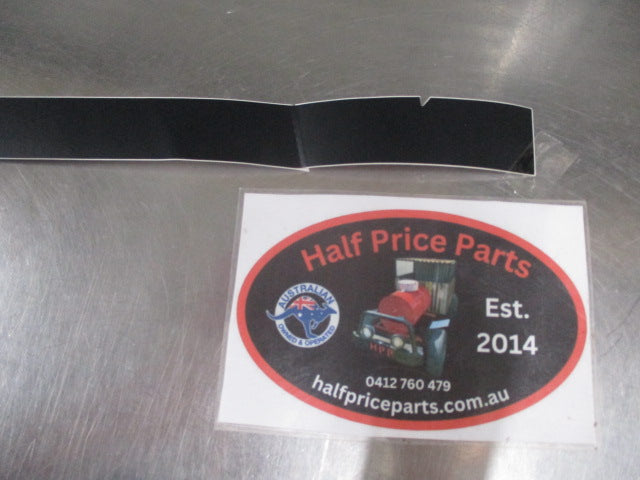 Half Price Parts
AUSTRALIAN
OWNED & OPERATED
Est.
2014
HPP
0412 760 479
halfpriceparts.com.au